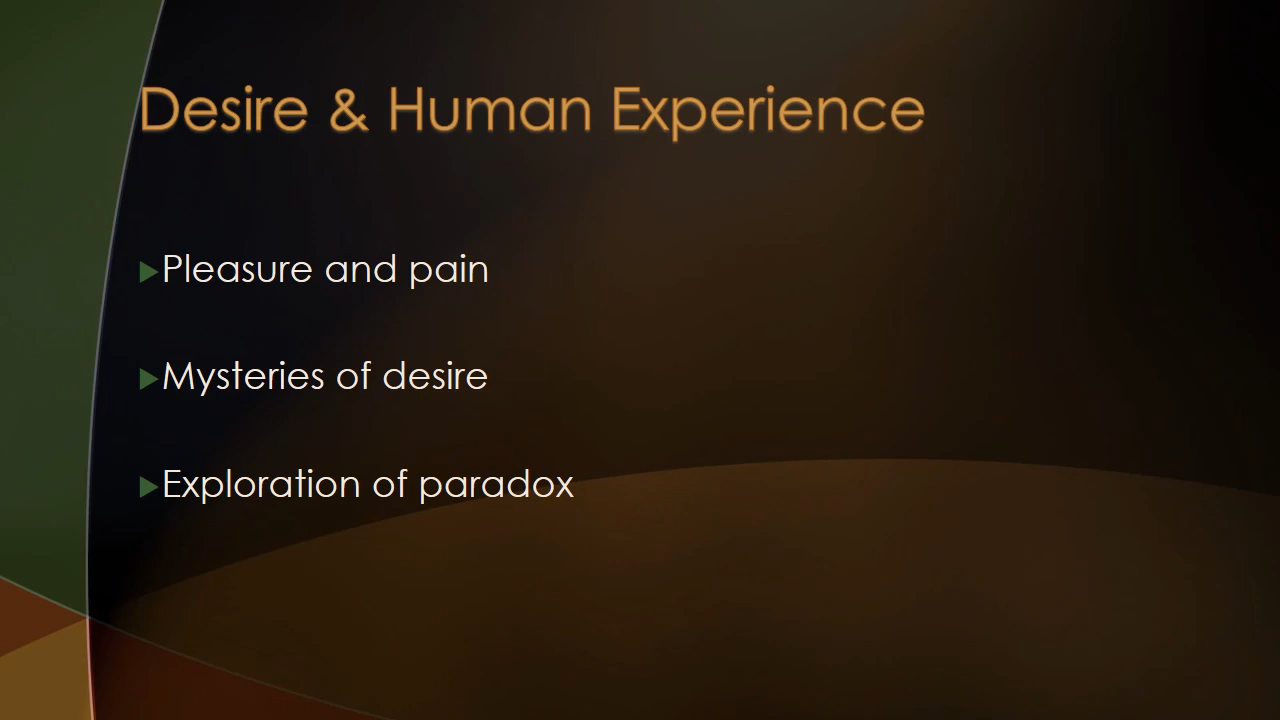 Desire & Human Experience
Pleasure and pain
Mysteries of desire
Exploration of paradox